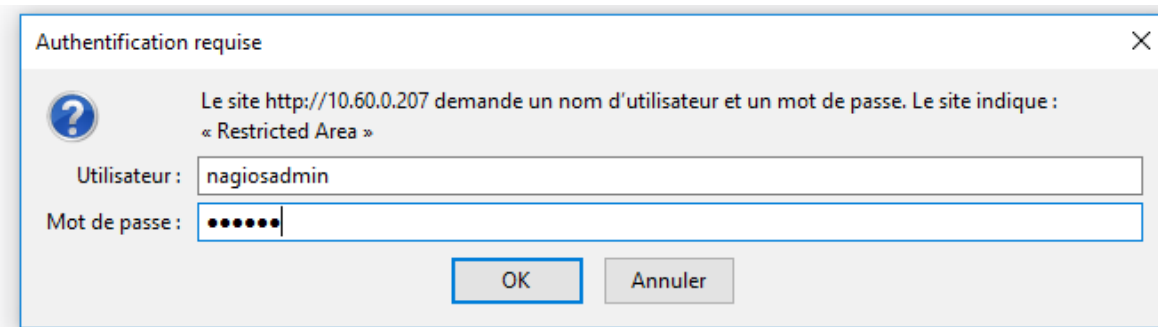 Authentification requise
Le site http://10.60.0.207 demande un nom d'utilisateur et un mot de passe. Le site indique :
« Restricted Area »
Utilisateur : nagiosadmin
Mot de passe : ●●●●●●
OK Annuler